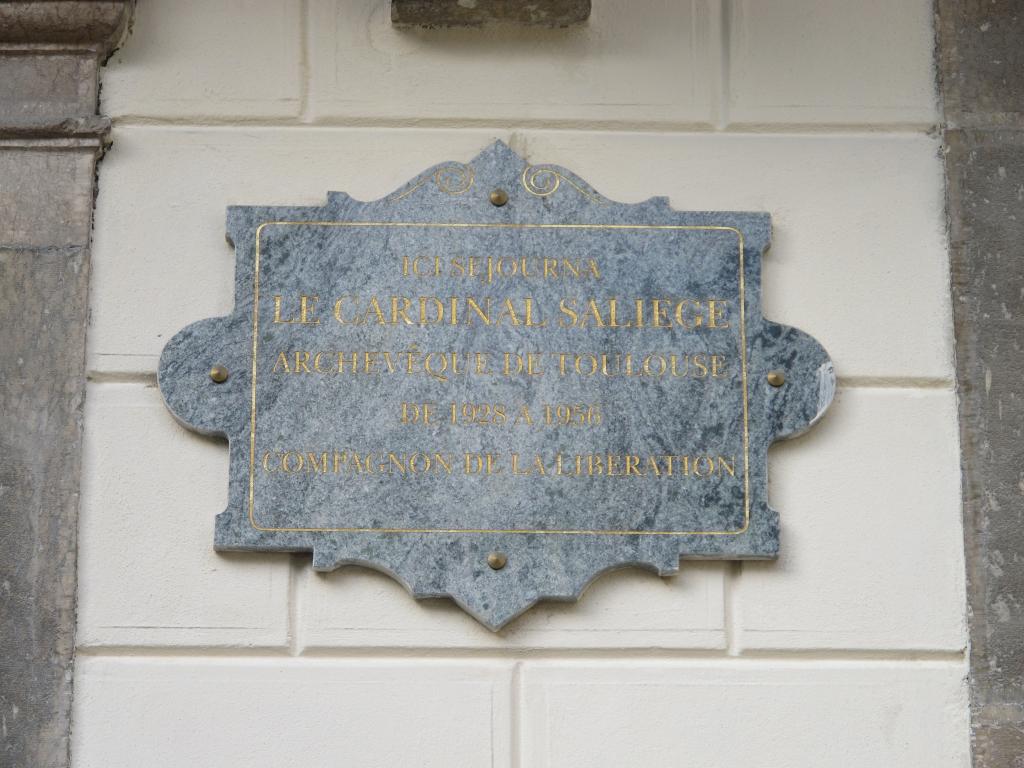 ICI SEJOURNA
LE CARDINAL SALIEGE
ARCHEVÊQUE DE TOULOUSE
DE 1928 A 1956
COMPAGNON DE LA LIBERATION